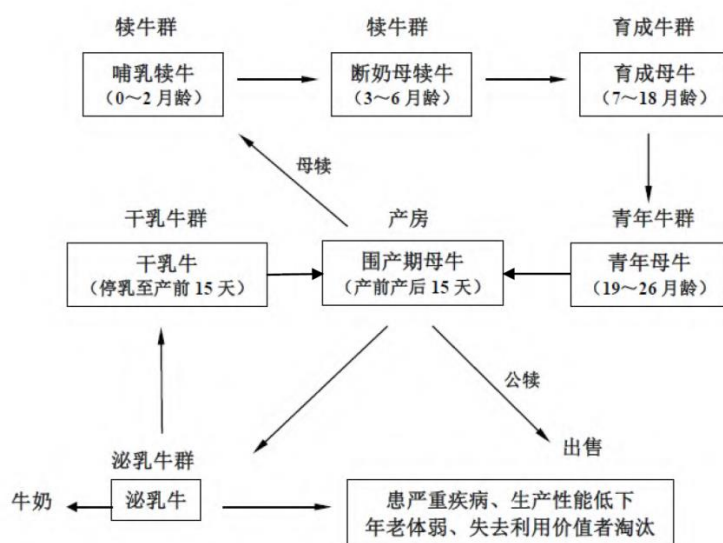 犊牛群
犊牛群
育成牛群
哺乳犊牛
（0～2 月龄）
断奶母犊牛
（3～6 月龄）
育成母牛
（7～18 月龄）
母犊
干乳牛群
产房
青年牛群
干乳牛
（停乳至产前 15 天）
围产期母牛
（产前产后 15 天）
青年母牛
（19～26 月龄）
公犊
泌乳牛群
出售
牛奶
泌乳牛
患严重疾病、生产性能低下
年老体弱、失去利用价值者淘汰